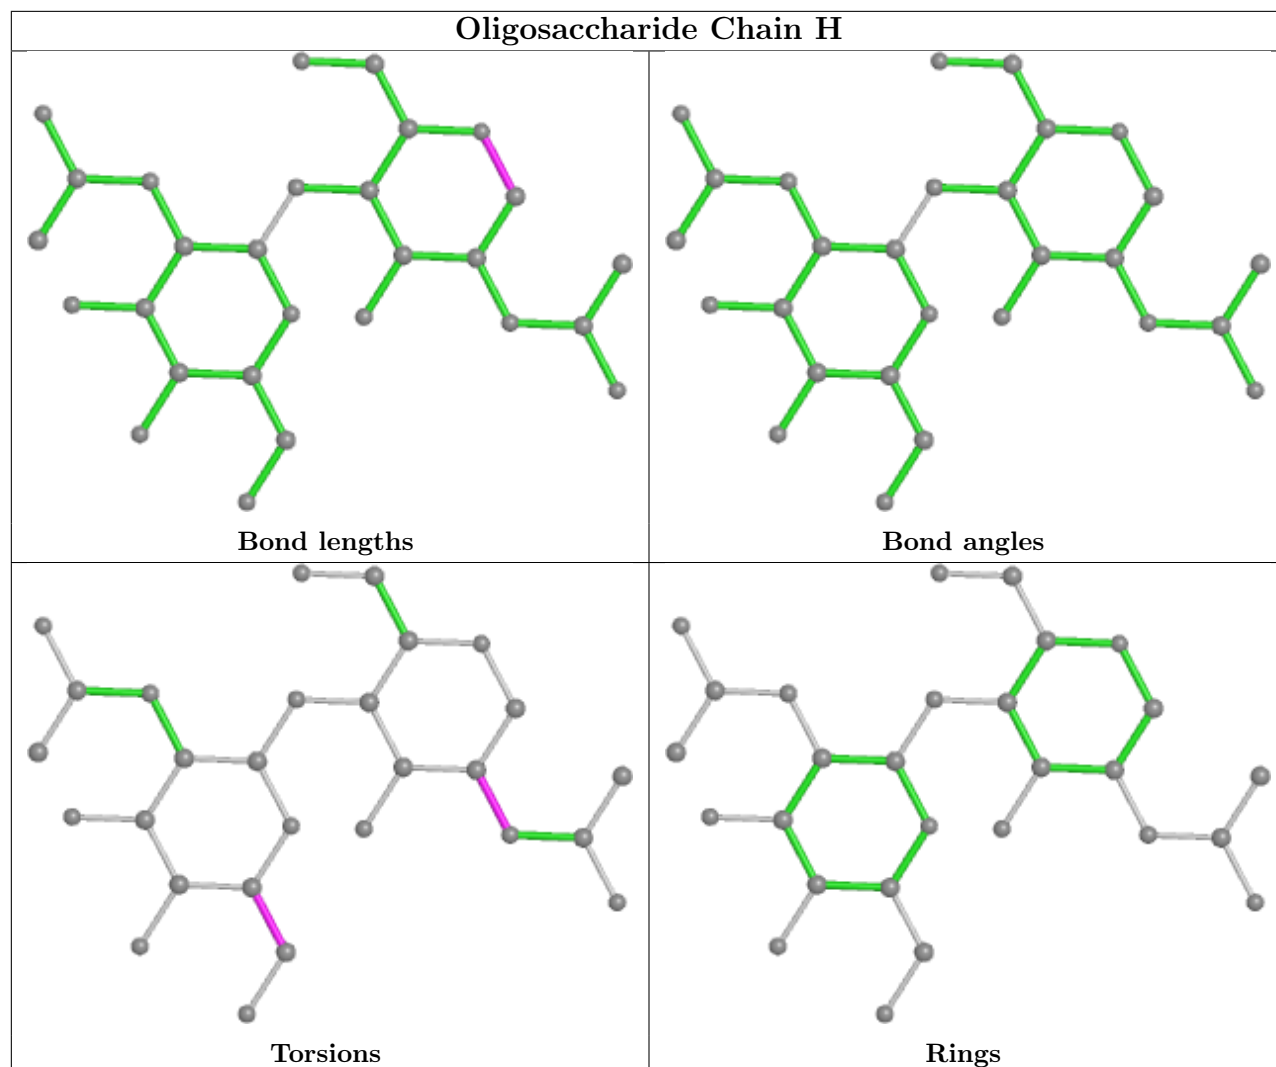 Oligosaccharide Chain H
Bond lengths
Bond angles
Torsions
Rings